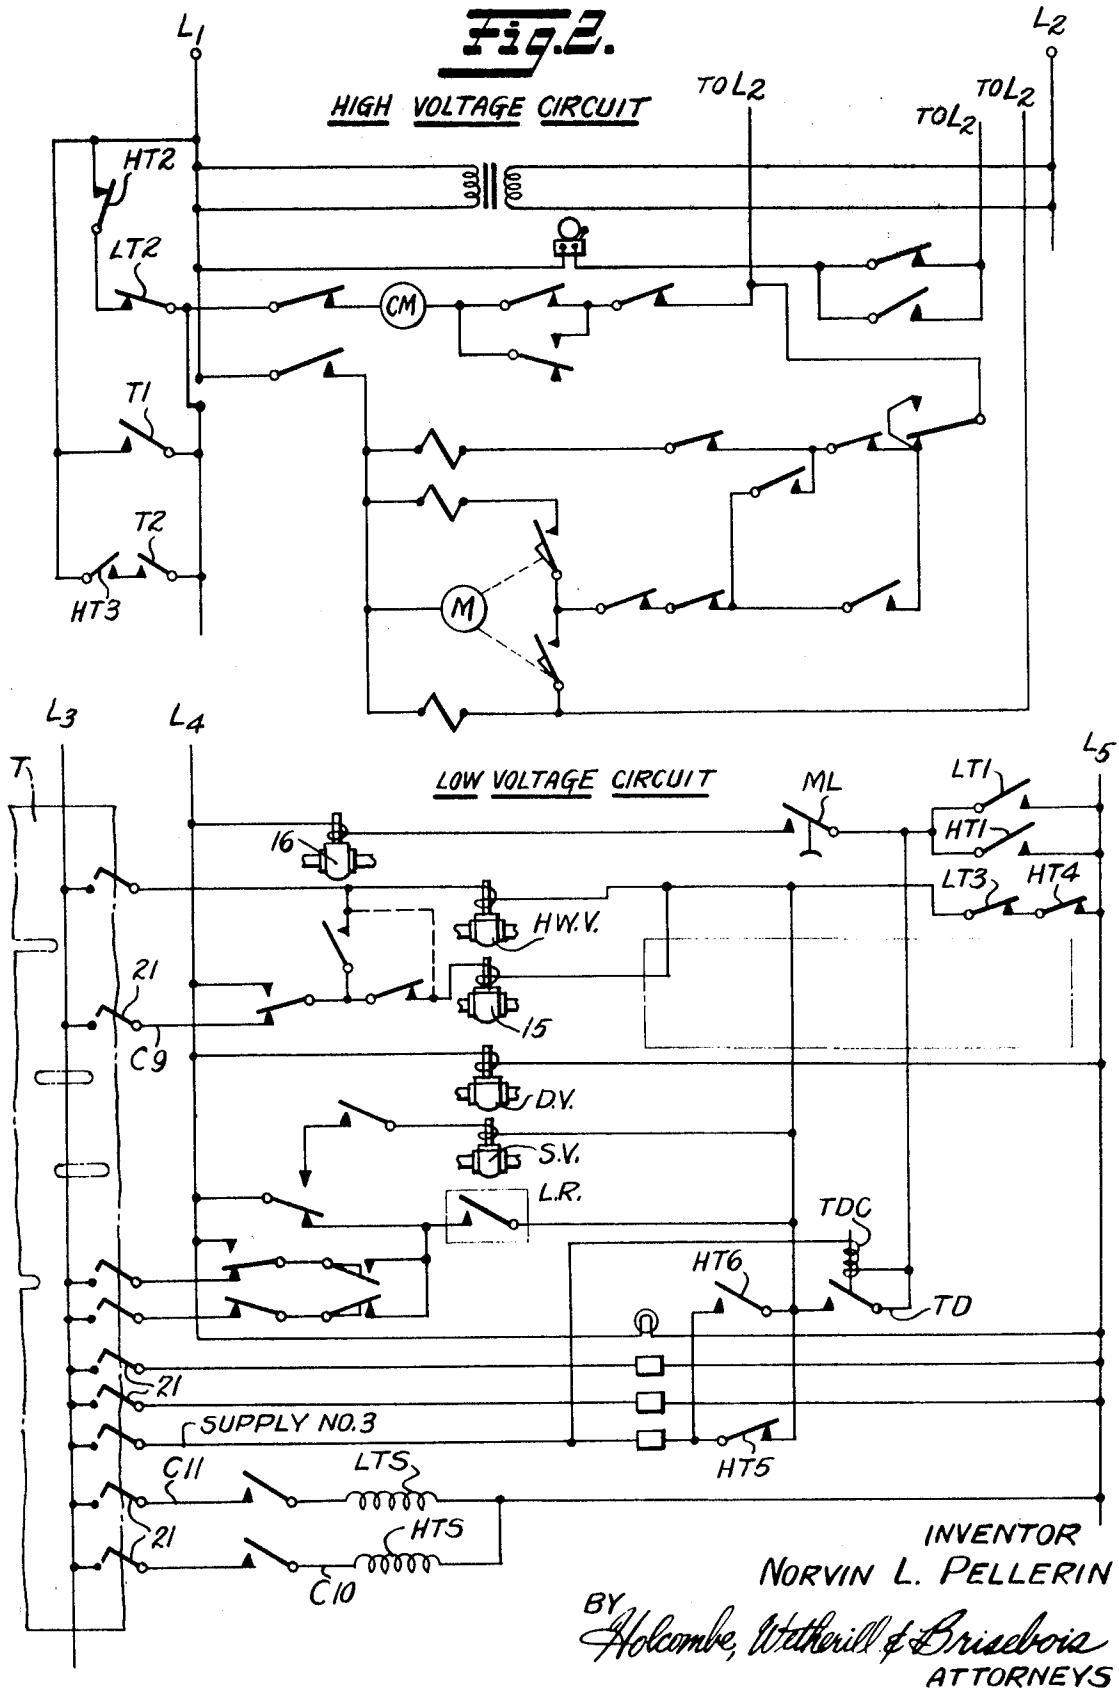 Fig. 2.
L1
L2
HIGH VOLTAGE CIRCUIT
TO L2
TO L2
TO L2
HT2
LT2
CM
T1
T2
HT3
M
L3
L4
L5
T
LOW VOLTAGE CIRCUIT
ML
LT1
HT1
16
LT3
HT4
H.W.V.
21
15
C9
D.V.
S.V.
L.R.
TDC
HT6
TD
21
SUPPLY NO.3
HT5
C11
LTS
21
HTS
C10
INVENTOR
NORVIN L. PELLERIN
BY
Holcombe, Wetherill & Brisebois
ATTORNEYS